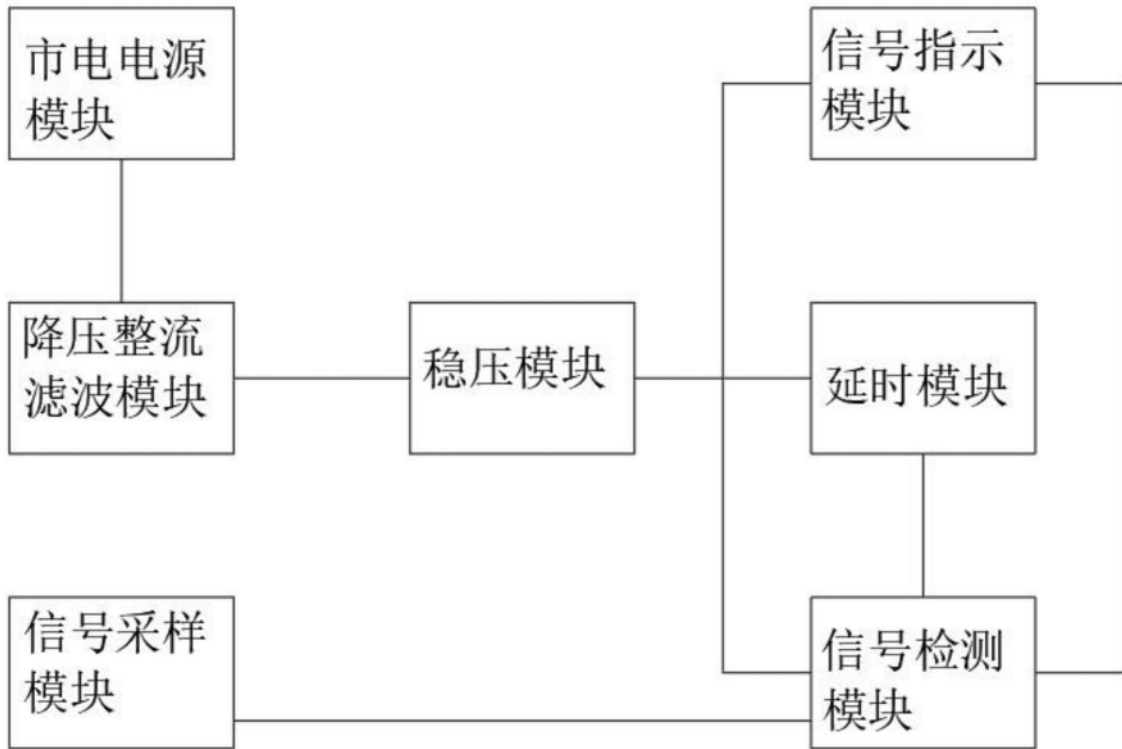 市电电源
模块
信号指示
模块
降压整流
滤波模块
稳压模块
延时模块
信号采样
模块
信号检测
模块